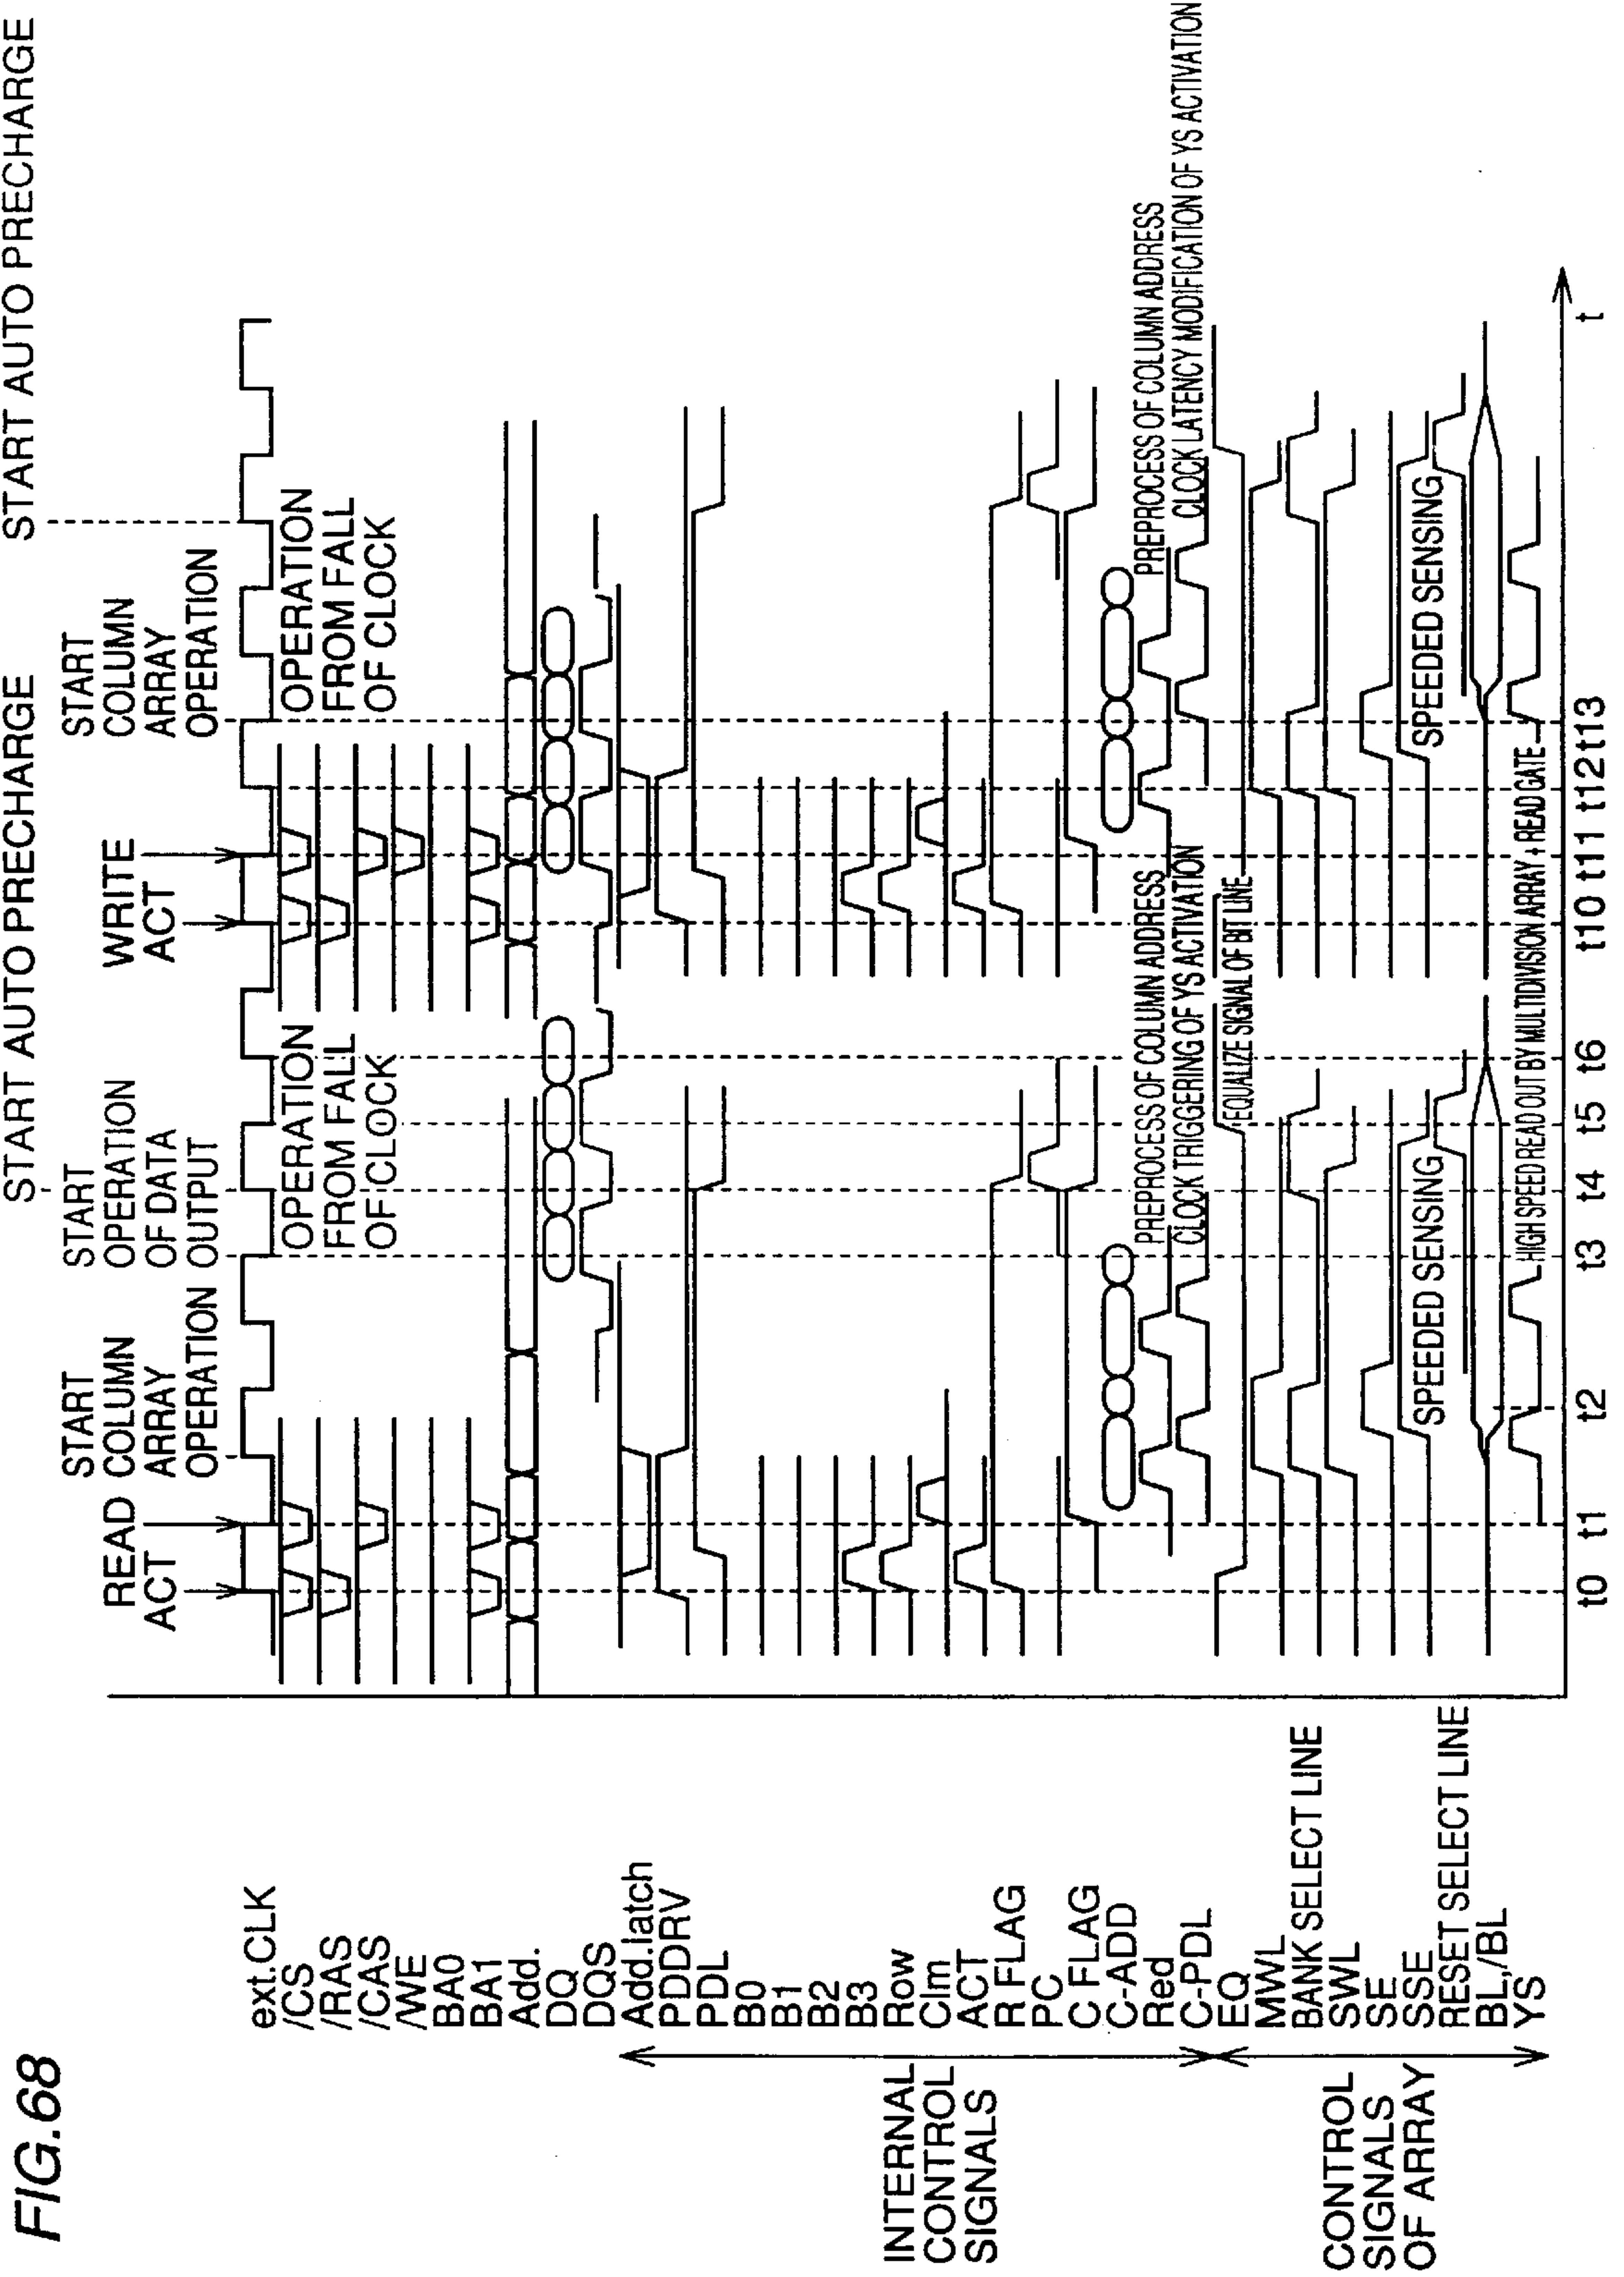 FIG.68
START AUTO PRECHARGE
START AUTO PRECHARGE
START
COLUMN
ARRAY
OPERATION
START
OPERATION
OF DATA
OUTPUT
START
COLUMN
ARRAY
OPERATION
READ
ACT
WRITE
ACT
OPERATION
FROM FALL
OF CLOCK
OPERATION
FROM FALL
OF CLOCK
ext.CLK
/CS
/RAS
/CAS
/WE
BA0
BA1
Add.
DQ
DQS
Add.latch
PDDRV
PDL
B0
B1
B2
B3
Row
Clm
ACT
R FLAG
PC
C FLAG
C-ADD
Red
C-PDL
EQ
MWL
BANK SELECT LINE
SWL
SE
SSE
RESET SELECT LINE
BL,/BL
YS
INTERNAL
CONTROL
SIGNALS
CONTROL
SIGNALS
OF ARRAY
PREPROCESS OF COLUMN ADDRESS
CLOCK TRIGGERING OF YS ACTIVATION
EQUALIZE SIGNAL OF BIT LINE
PREPROCESS OF COLUMN ADDRESS
CLOCK LATENCY MODIFICATION OF YS ACTIVATION
SPEEDED SENSING
SPEEDED SENSING
HIGH SPEED READ OUT BY MULTIDIVISION ARRAY + READ GATE
t0 t1 t2 t3 t4 t5 t6 t10 t11 t12 t13 t